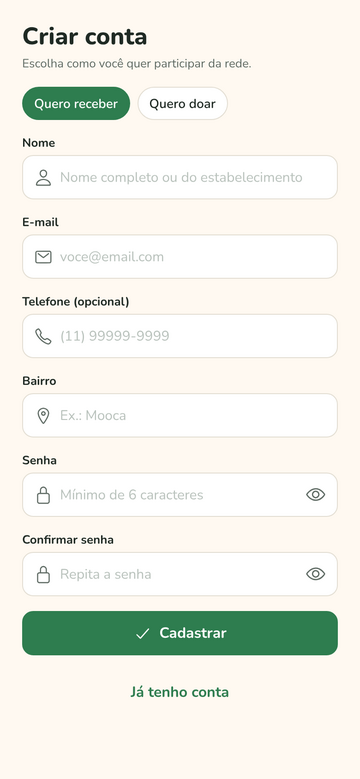 Criar conta
Escolha como você quer participar da rede.
Quero receber
Quero doar
Nome
Nome completo ou do estabelecimento
E-mail
voce@email.com
Telefone (opcional)
(11) 99999-9999
Bairro
Ex.: Mooca
Senha
Mínimo de 6 caracteres
Confirmar senha
Repita a senha
Cadastrar
Já tenho conta